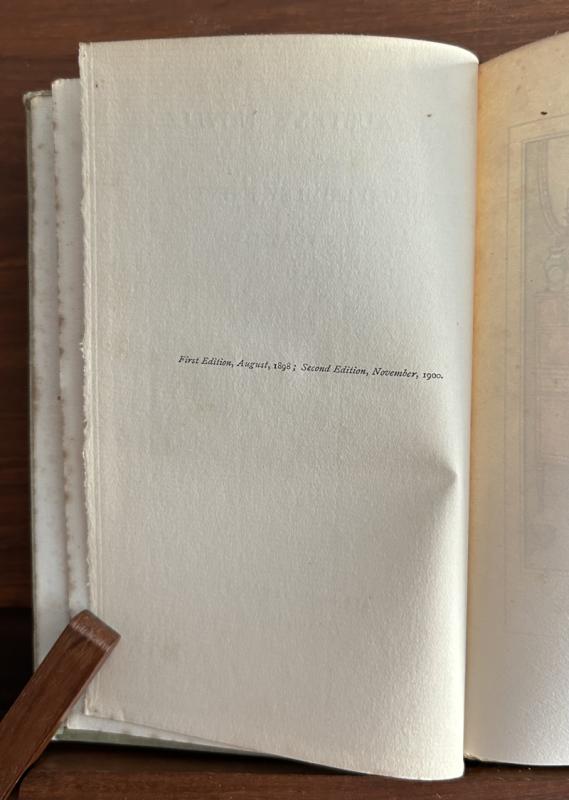 First Edition, August, 1898; Second Edition, November, 1900.